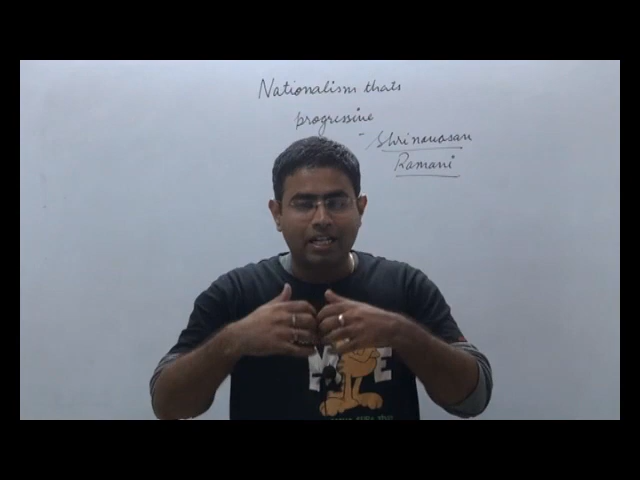 Nationalism thats
progressive
- Shrinavasan
Ramani